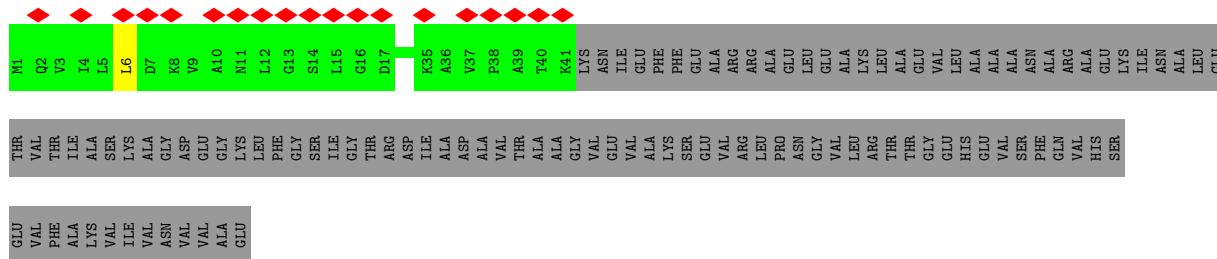 M1 Q2 V3 I4 L5 L6 D7 K8 V9 A10 N11 L12 G13 S14 L15 G16 D17 K35 A36 V37 P38 A39 T40 K41 LYS ASN ILE GLU PHE PHE GLU ALA ARG ARG ALA GLU LEU GLU ALA LYS LEU ALA GLU VAL LEU ALA ALA ALA ASN ALA ARG ALA GLU LYS ILE ASN ALA LEU GLU
THR VAL THR ILE ALA SER LYS ALA GLY ASP GLU GLY LYS LEU PHE GLY SER ILE GLY THR ARG ASP ILE ALA ASP ALA VAL THR ALA ALA GLY VAL GLU VAL ALA LYS SER GLU VAL ARG LEU PRO ASN GLY VAL LEU ARG THR THR GLY GLU HIS GLU VAL SER PHE GLN VAL HIS SER
GLU VAL PHE ALA LYS VAL ILE VAL ASN VAL VAL ALA GLU